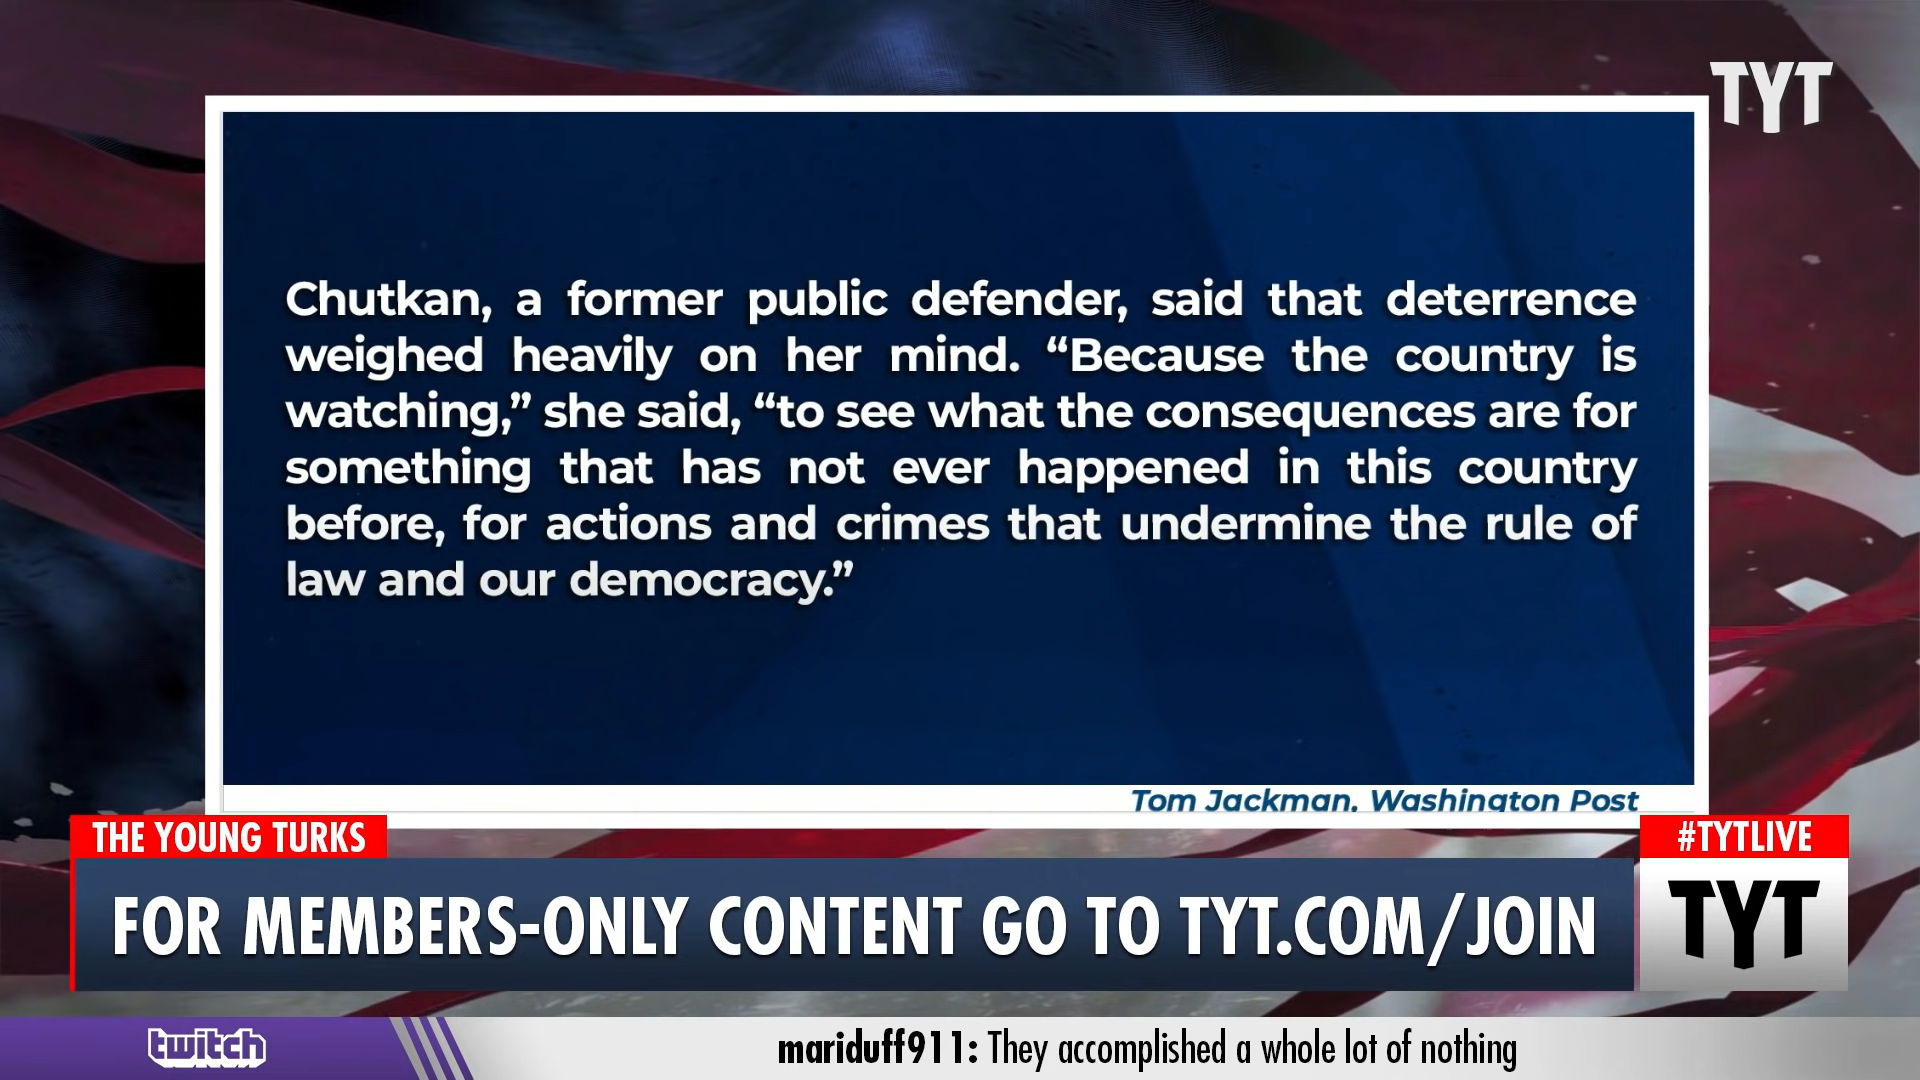 TYT
Chutkan, a former public defender, said that deterrence
weighed heavily on her mind. “Because the country is
watching,” she said, “to see what the consequences are for
something that has not ever happened in this country
before, for actions and crimes that undermine the rule of
law and our democracy.”
Tom Jackman, Washington Post
THE YOUNG TURKS
#TYTLIVE
FOR MEMBERS-ONLY CONTENT GO TO TYT.COM/JOIN
TYT
twitch
mariduff911: They accomplished a whole lot of nothing